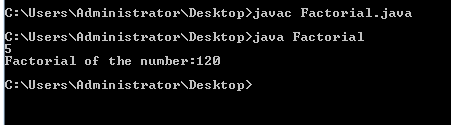 C:\Users\Administrator\Desktop>javac Factorial.java
C:\Users\Administrator\Desktop>java Factorial
5
Factorial of the number:120
C:\Users\Administrator\Desktop>